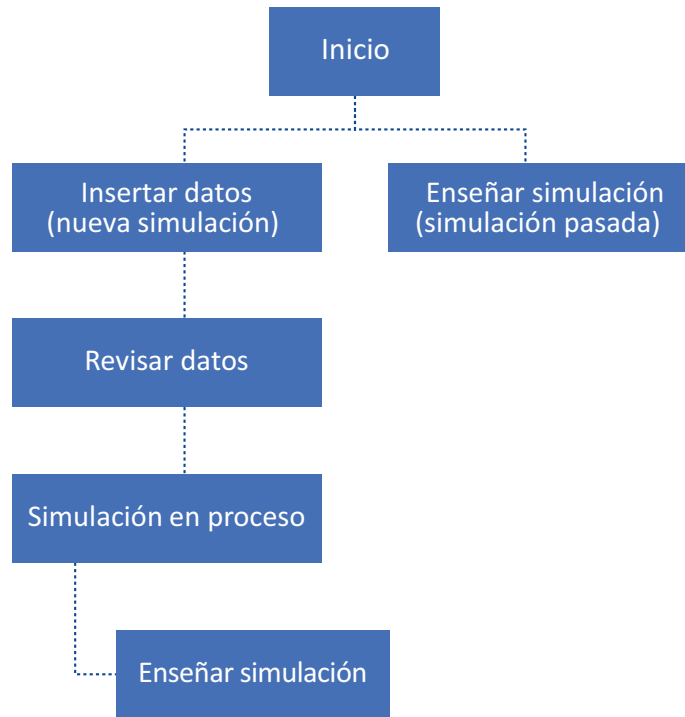 Inicio
Insertar datos
(nueva simulación)
Enseñar simulación
(simulación pasada)
Revisar datos
Simulación en proceso
Enseñar simulación